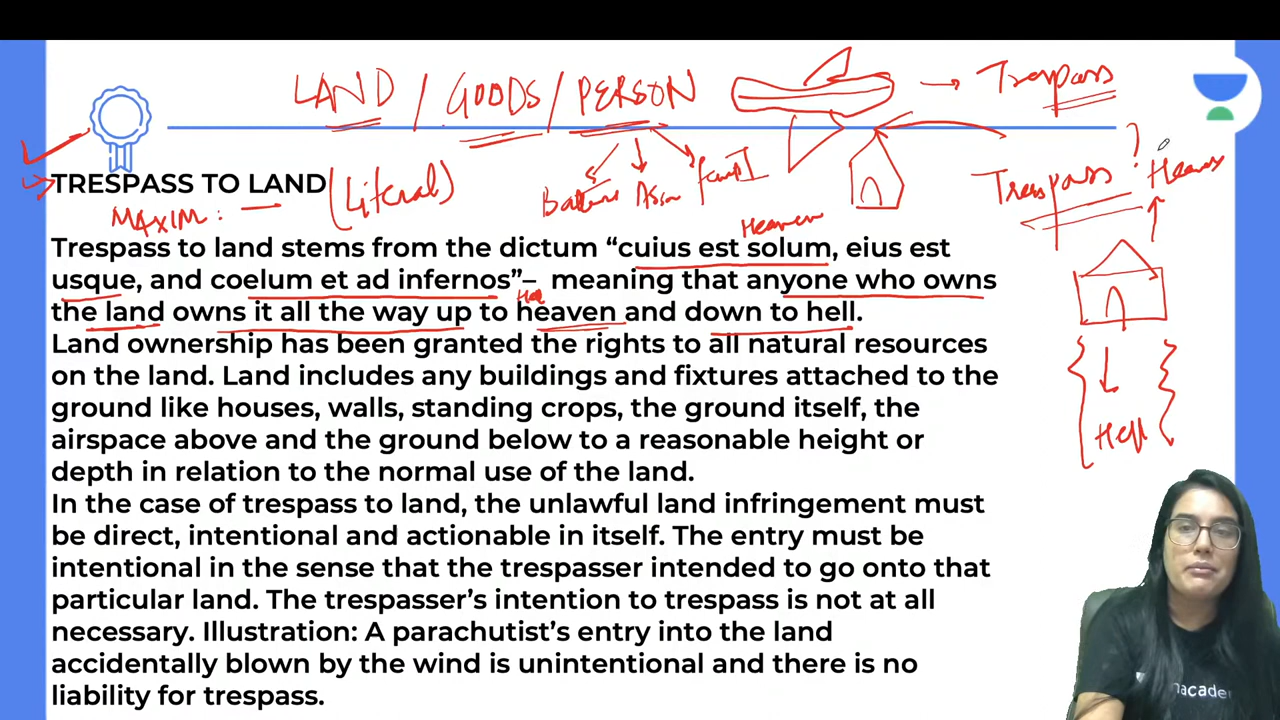 LAND / GOODS / PERSON → Trespass
TRESPASS TO LAND (Literal)
Trespass ? Heaven
MAXIM :
Heaven
Trespass to land stems from the dictum “cuius est solum, eius est
usque, and coelum et ad infernos”– meaning that anyone who owns
the land owns it all the way up to heaven and down to hell.
Land ownership has been granted the rights to all natural resources
on the land. Land includes any buildings and fixtures attached to the
ground like houses, walls, standing crops, the ground itself, the
airspace above and the ground below to a reasonable height or
depth in relation to the normal use of the land.
Hell
In the case of trespass to land, the unlawful land infringement must
be direct, intentional and actionable in itself. The entry must be
intentional in the sense that the trespasser intended to go onto that
particular land. The trespasser’s intention to trespass is not at all
necessary. Illustration: A parachutist’s entry into the land
accidentally blown by the wind is unintentional and there is no
liability for trespass.